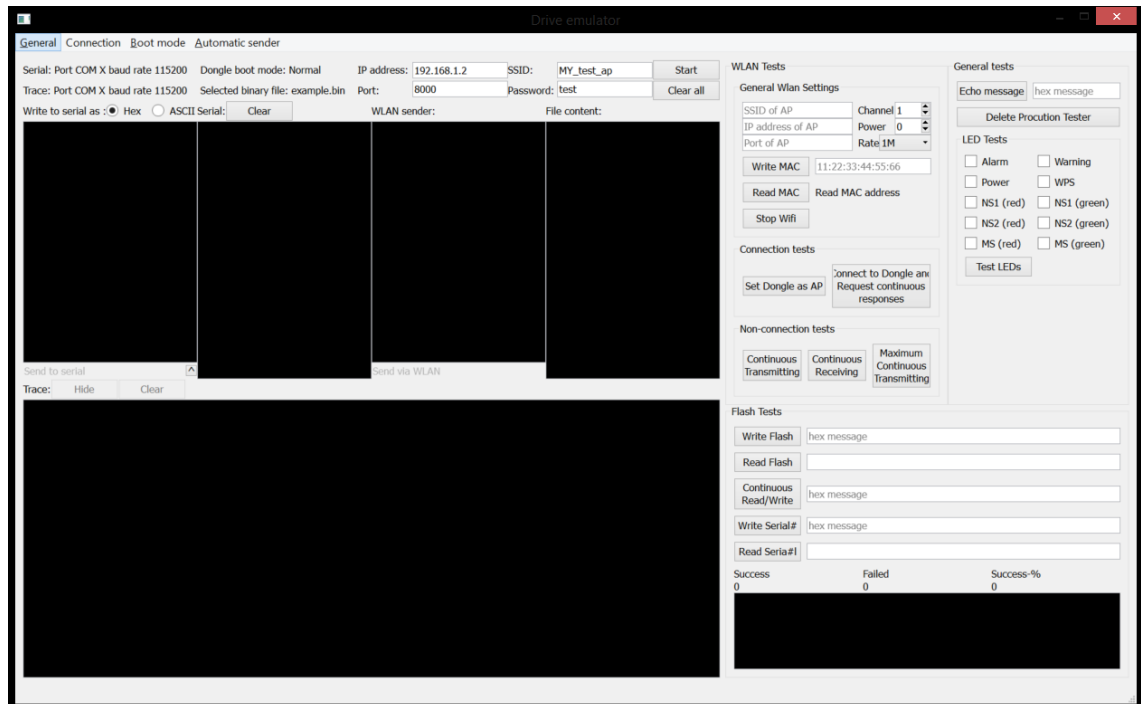 Drive emulator
General Connection Boot mode Automatic sender
Serial: Port COM X baud rate 115200 Dongle boot mode: Normal IP address: 192.168.1.2 SSID: MY_test_ap Start
Trace: Port COM X baud rate 115200 Selected binary file: example.bin Port: 8000 Password: test Clear all
Write to serial as : Hex ASCII Serial: Clear WLAN sender: File content:
Send to serial ^ Send via WLAN
Trace: Hide Clear
WLAN Tests
General Wlan Settings
SSID of AP Channel 1
IP address of AP Power 0
Port of AP Rate 1M
Write MAC 11:22:33:44:55:66
Read MAC Read MAC address
Stop Wifi
Connection tests
Set Dongle as AP
Connect to Dongle and
Request continuous
responses
Non-connection tests
Continuous
Transmitting
Continuous
Receiving
Maximum
Continuous
Transmitting
General tests
Echo message hex message
Delete Procution Tester
LED Tests
Alarm Warning
Power WPS
NS1 (red) NS1 (green)
NS2 (red) NS2 (green)
MS (red) MS (green)
Test LEDs
Flash Tests
Write Flash hex message
Read Flash
Continuous
Read/Write
hex message
Write Serial# hex message
Read Seria#l
Success Failed Success-%
0 0 0